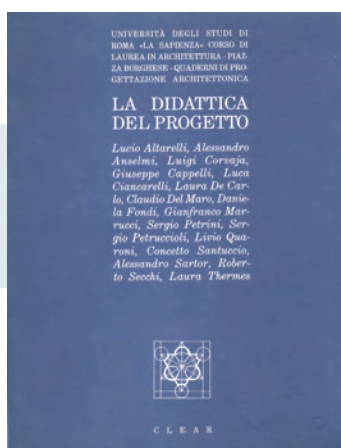 UNIVERSITÀ DEGLI STUDI DI
ROMA «LA SAPIENZA» CORSO DI
LAUREA IN ARCHITETTURA - PIAZ-
ZA BORGHESE - QUADERNI DI PRO-
GETTAZIONE ARCHITETTONICA
LA DIDATTICA
DEL PROGETTO
Lucio Altarelli, Alessandro
Anselmi, Luigi Corvaja,
Giuseppe Cappelli, Luca
Ciancarelli, Laura De Car-
lo, Claudio Del Maro, Danie-
la Fondi, Gianfranco Mar-
rucci, Sergio Petrini, Ser-
gio Petruccioli, Livio Qua-
roni, Concetto Santuccio,
Alessandro Sartor, Rober-
to Secchi, Laura Thermes
CLEAR